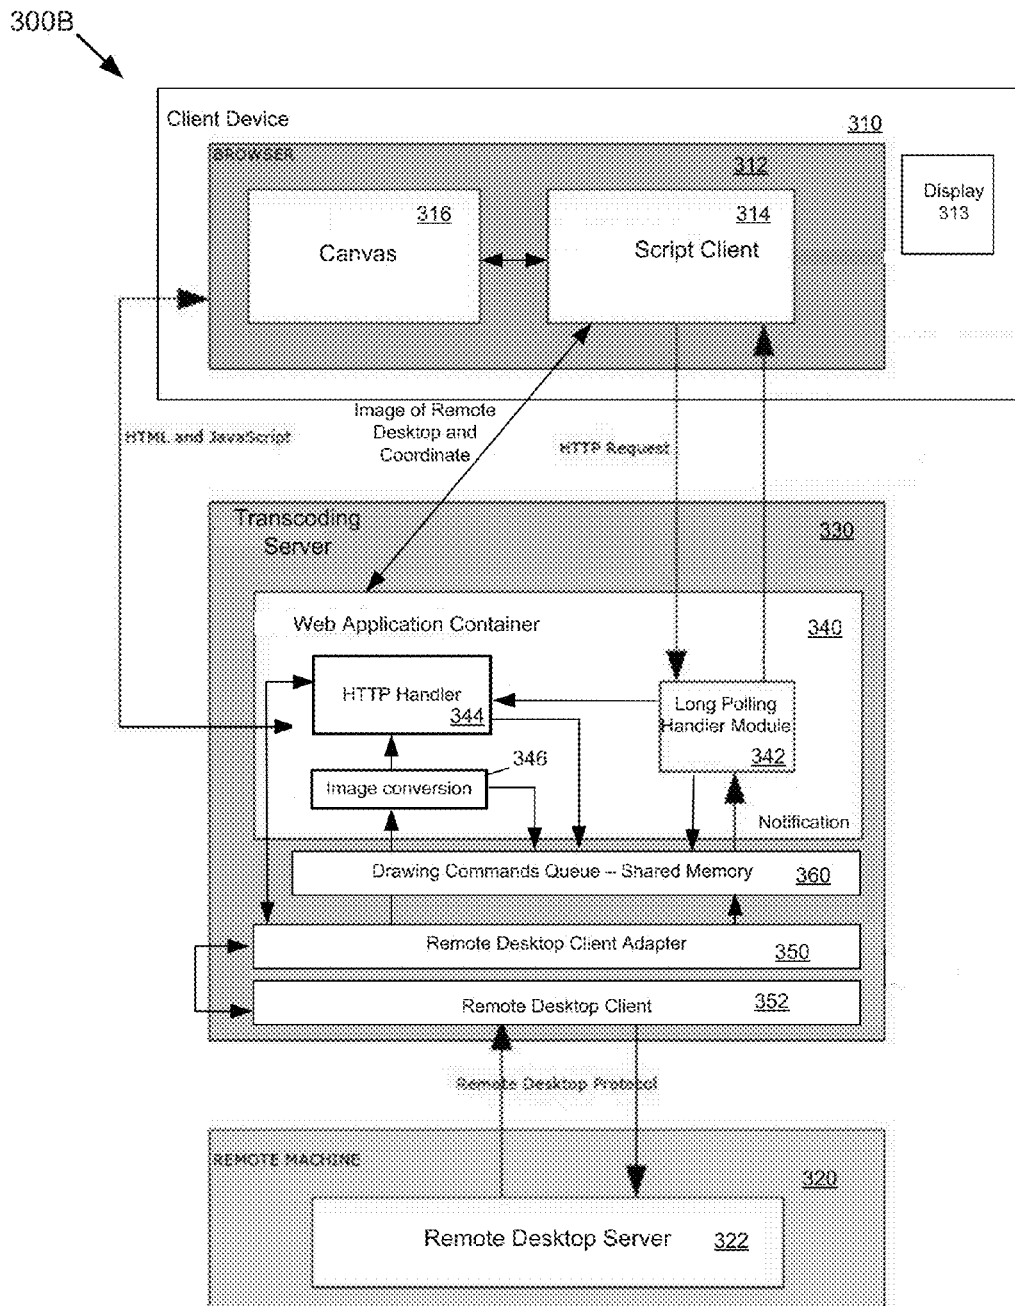 300B
Client Device
310
BROWSER
312
316
Canvas
314
Script Client
Display
313
HTML and JavaScript
Image of Remote
Desktop and
Coordinate
HTTP Request
Transcoding
Server
330
Web Application Container
340
HTTP Handler
344
Long Polling
Handler Module
342
346
Image conversion
Notification
Drawing Commands Queue – Shared Memory
360
Remote Desktop Client Adapter
350
Remote Desktop Client
352
Remote Desktop Protocol
REMOTE MACHINE
320
Remote Desktop Server
322